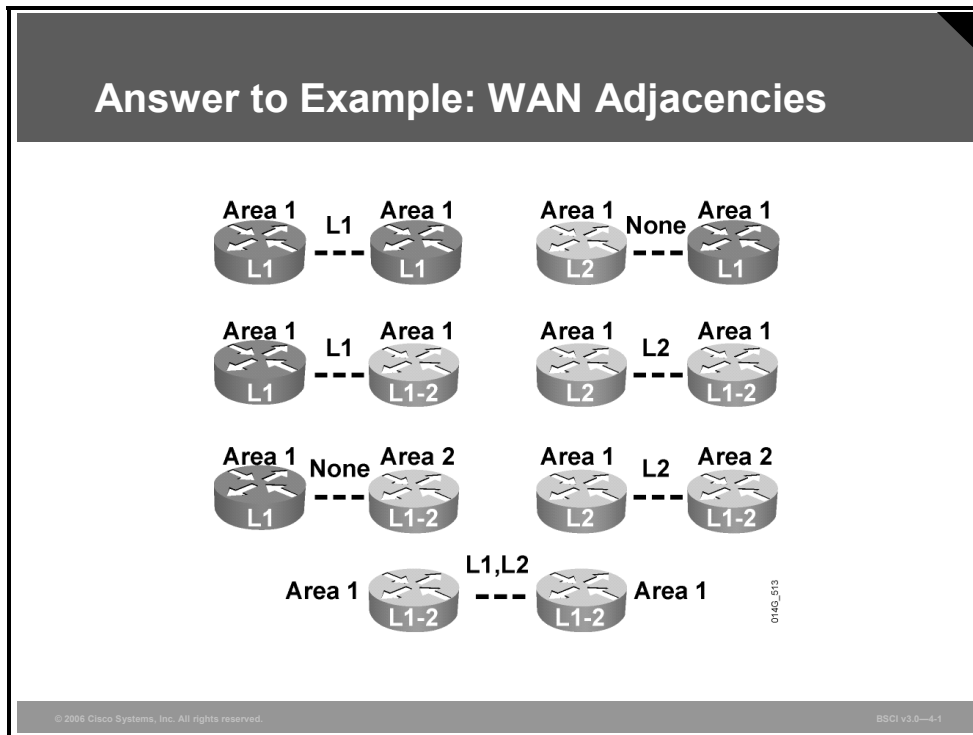 Answer to Example: WAN Adjacencies
Area 1 L1 Area 1 Area 1 None Area 1
L1 L1 L2 L1
Area 1 L1 Area 1 Area 1 L2 Area 1
L1 L1-2 L2 L1-2
Area 1 None Area 2 Area 1 L2 Area 2
L1 L1-2 L2 L1-2
L1,L2
Area 1 Area 1
L1-2 L1-2
014G_513
© 2006 Cisco Systems, Inc. All rights reserved. BSCI v3.0—4-1